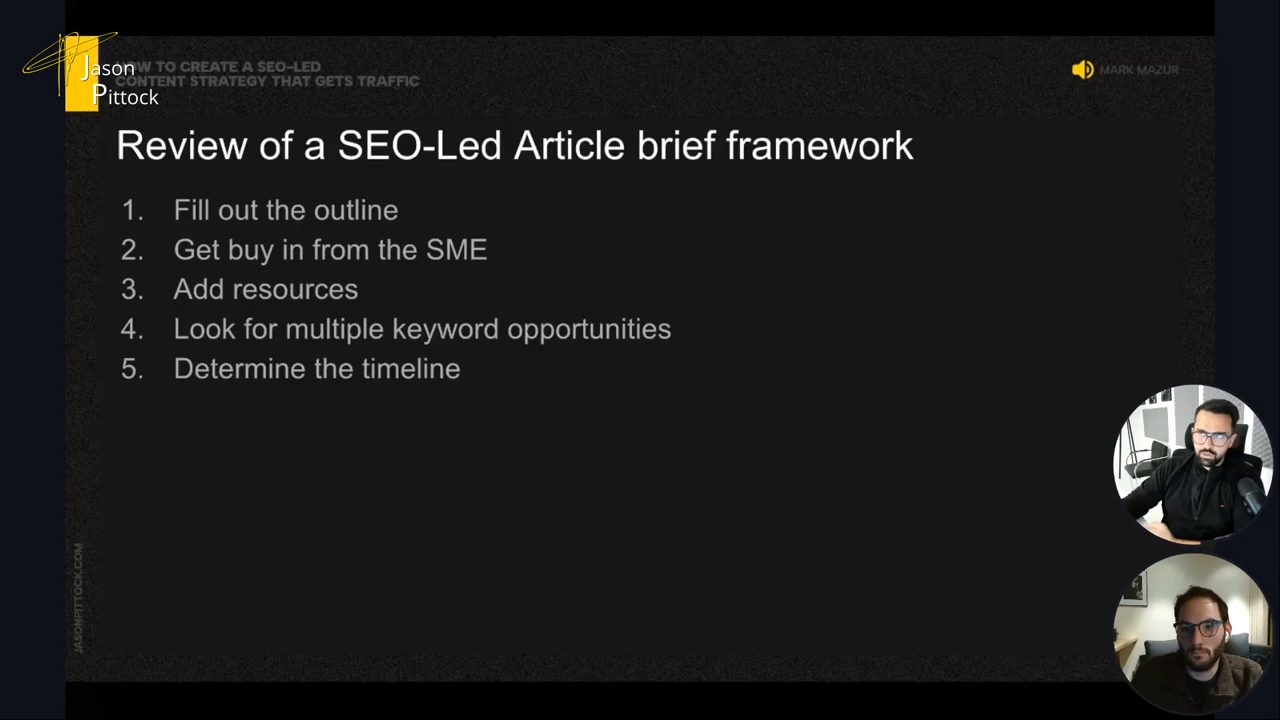 Jason
Pittock
HOW TO CREATE A SEO-LED
CONTENT STRATEGY THAT GETS TRAFFIC
MARK MAZUR
Review of a SEO-Led Article brief framework
1. Fill out the outline
2. Get buy in from the SME
3. Add resources
4. Look for multiple keyword opportunities
5. Determine the timeline
JASONPITTOCK.COM